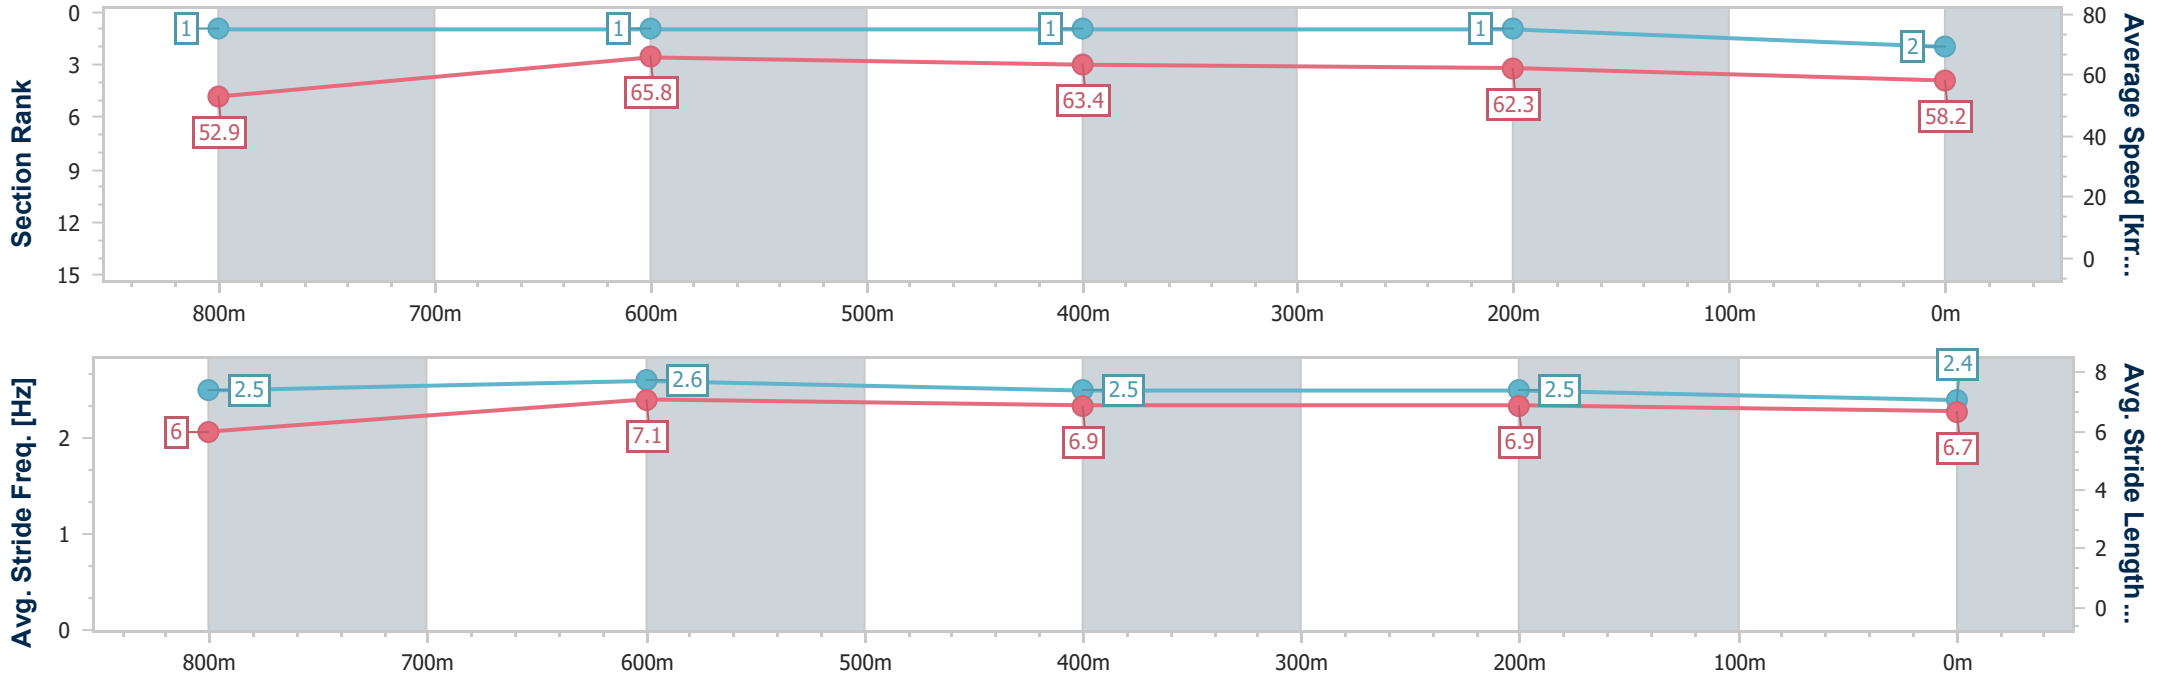 Section Rank
0
3
6
9
12
15
1
1
1
1
2
52.9
65.8
63.4
62.3
58.2
80
60
40
20
0
Average Speed [km...
800m
700m
600m
500m
400m
300m
200m
100m
0m
Avg. Stride Freq. [Hz]
2
1
0
2.5
2.6
2.5
2.5
2.4
6
7.1
6.9
6.9
6.7
8
6
4
2
0
Avg. Stride Length ...
800m
700m
600m
500m
400m
300m
200m
100m
0m